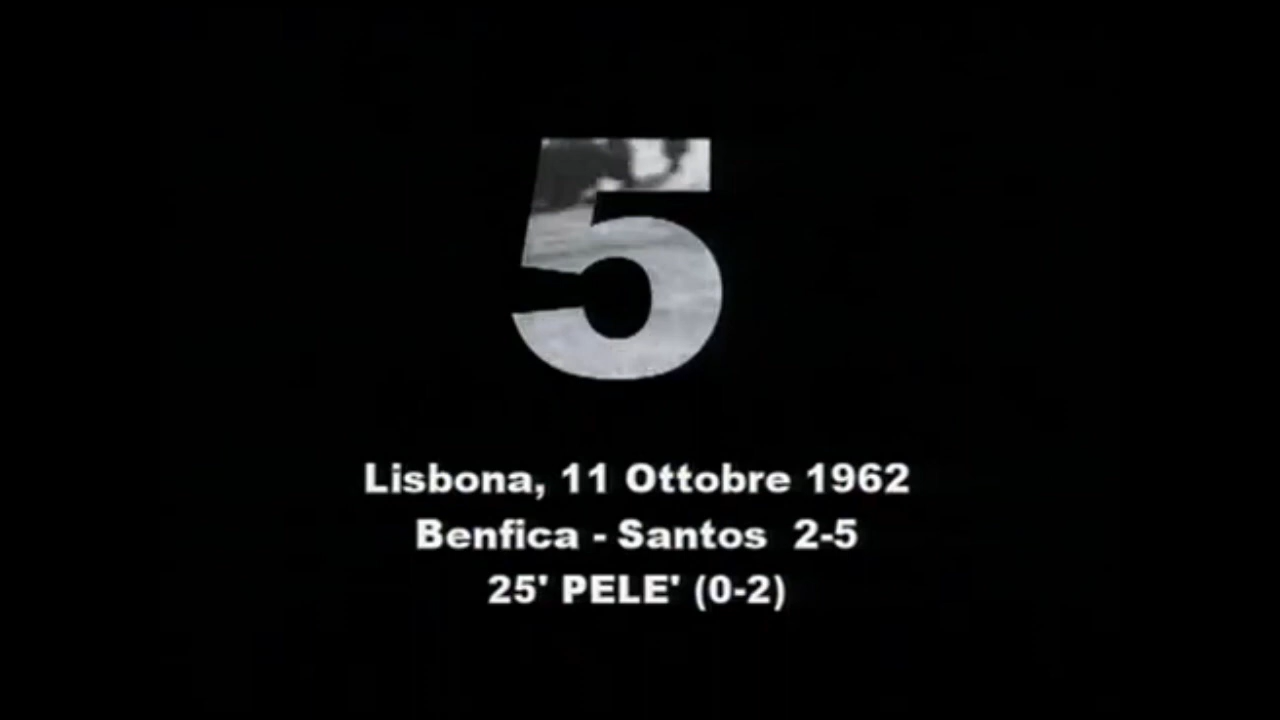 5
Lisbona, 11 Ottobre 1962
Benfica - Santos 2-5
25' PELE' (0-2)